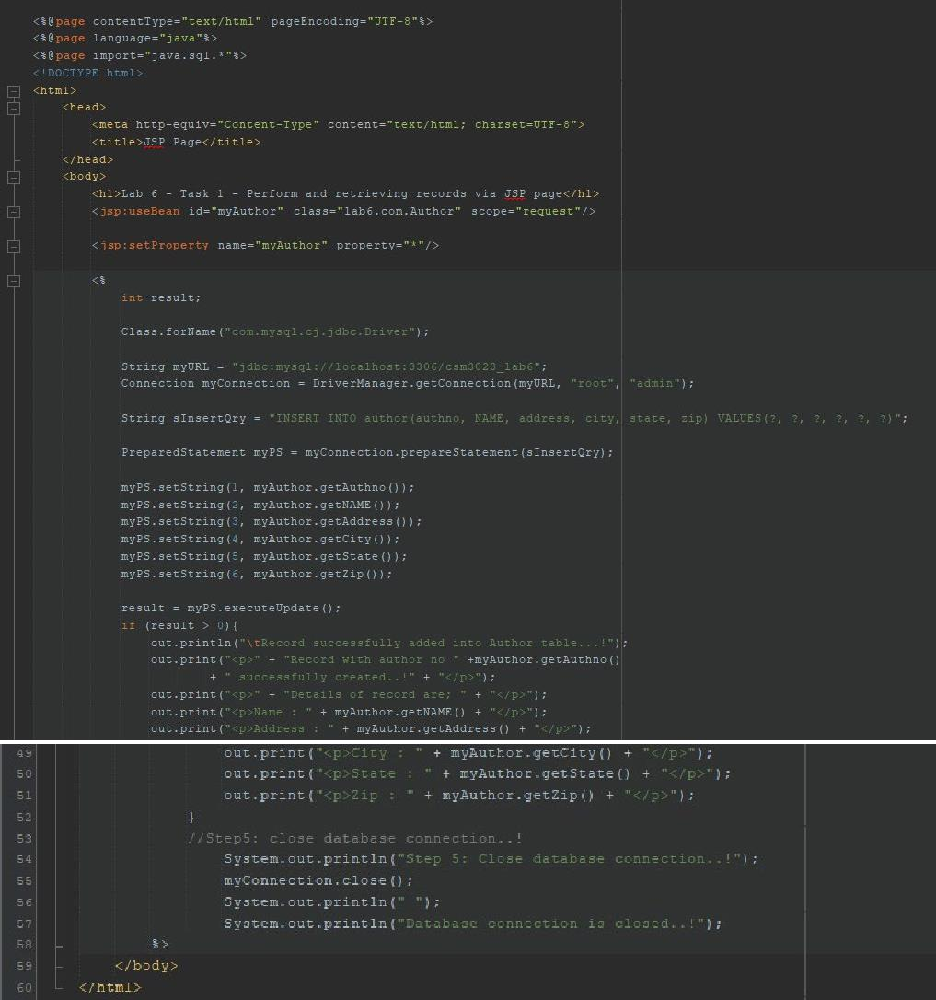 <%@page contentType="text/html" pageEncoding="UTF-8"%>
<%@page language="java"%>
<%@page import="java.sql.*"%>
<!DOCTYPE html>
<html>
<head>
<meta http-equiv="Content-Type" content="text/html; charset=UTF-8">
<title>JSP Page</title>
</head>
<body>
<h1>Lab 6 - Task 1 - Perform and retrieving records via JSP page</h1>
<jsp:useBean id="myAuthor" class="lab6.com.Author" scope="request"/>
<jsp:setProperty name="myAuthor" property="*"/>
<%
int result;
Class.forName("com.mysql.cj.jdbc.Driver");
String myURL = "jdbc:mysql://localhost:3306/csm3023_lab6";
Connection myConnection = DriverManager.getConnection(myURL, "root", "admin");
String sInsertQry = "INSERT INTO author(authno, NAME, address, city, state, zip) VALUES(?, ?, ?, ?, ?, ?)";
PreparedStatement myPS = myConnection.prepareStatement(sInsertQry);
myPS.setString(1, myAuthor.getAuthno());
myPS.setString(2, myAuthor.getNAME());
myPS.setString(3, myAuthor.getAddress());
myPS.setString(4, myAuthor.getCity());
myPS.setString(5, myAuthor.getState());
myPS.setString(6, myAuthor.getZip());
result = myPS.executeUpdate();
if (result > 0){
out.println("\tRecord successfully added into Author table...!");
out.print("<p>" + "Record with author no " +myAuthor.getAuthno()
+ " successfully created..!" + "</p>");
out.print("<p>" + "Details of record are; " + "</p>");
out.print("<p>Name : " + myAuthor.getNAME() + "</p>");
out.print("<p>Address : " + myAuthor.getAddress() + "</p>");
49 out.print("<p>City : " + myAuthor.getCity() + "</p>");
50 out.print("<p>State : " + myAuthor.getState() + "</p>");
51 out.print("<p>Zip : " + myAuthor.getZip() + "</p>");
52 }
53 //Step5: close database connection..!
54 System.out.println("Step 5: Close database connection..!");
55 myConnection.close();
56 System.out.println(" ");
57 System.out.println("Database connection is closed..!");
58 %>
59 </body>
60 </html>